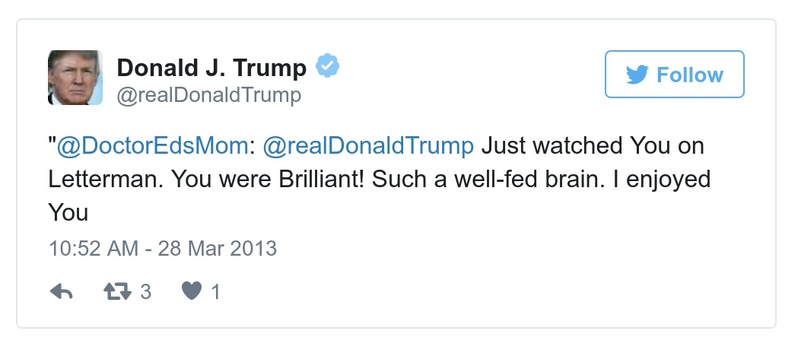 Donald J. Trump
@realDonaldTrump
Follow
"@DoctorEdsMom: @realDonaldTrump Just watched You on
Letterman. You were Brilliant! Such a well-fed brain. I enjoyed
You
10:52 AM - 28 Mar 2013
3 1